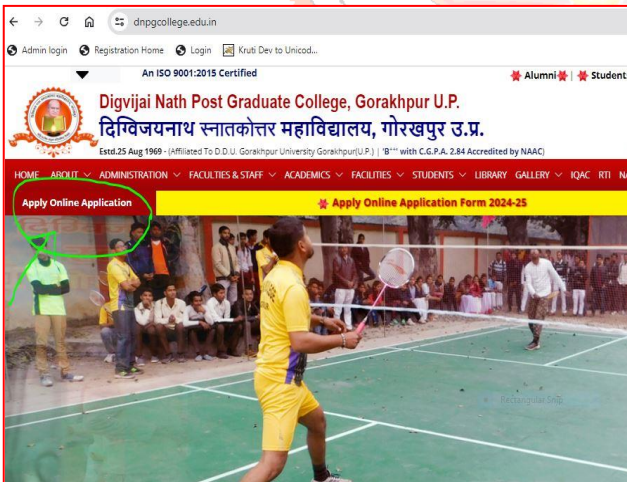 dnpgcollege.edu.in
Admin login Registration Home Login Kruti Dev to Unicod...
An ISO 9001:2015 Certified Alumni | Student
Digvijai Nath Post Graduate College, Gorakhpur U.P.
दिग्विजयनाथ स्नातकोत्तर महाविद्यालय, गोरखपुर उ.प्र.
Estd.25 Aug 1969 - (Affiliated To D.D.U. Gorakhpur University Gorakhpur(U.P.) | 'B⁺⁺' with C.G.P.A. 2.84 Accredited by NAAC)
HOME ABOUT ADMINISTRATION FACULTIES & STAFF ACADEMICS FACILITIES STUDENTS LIBRARY GALLERY IQAC RTI NA
Apply Online Application Apply Online Application Form 2024-25
Rectangular Snip